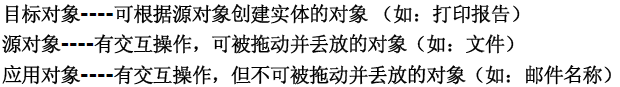 目标对象----可根据源对象创建实体的对象 （如：打印报告）
源对象----有交互操作，可被拖动并丢放的对象（如：文件）
应用对象----有交互操作，但不可被拖动并丢放的对象（如：邮件名称）